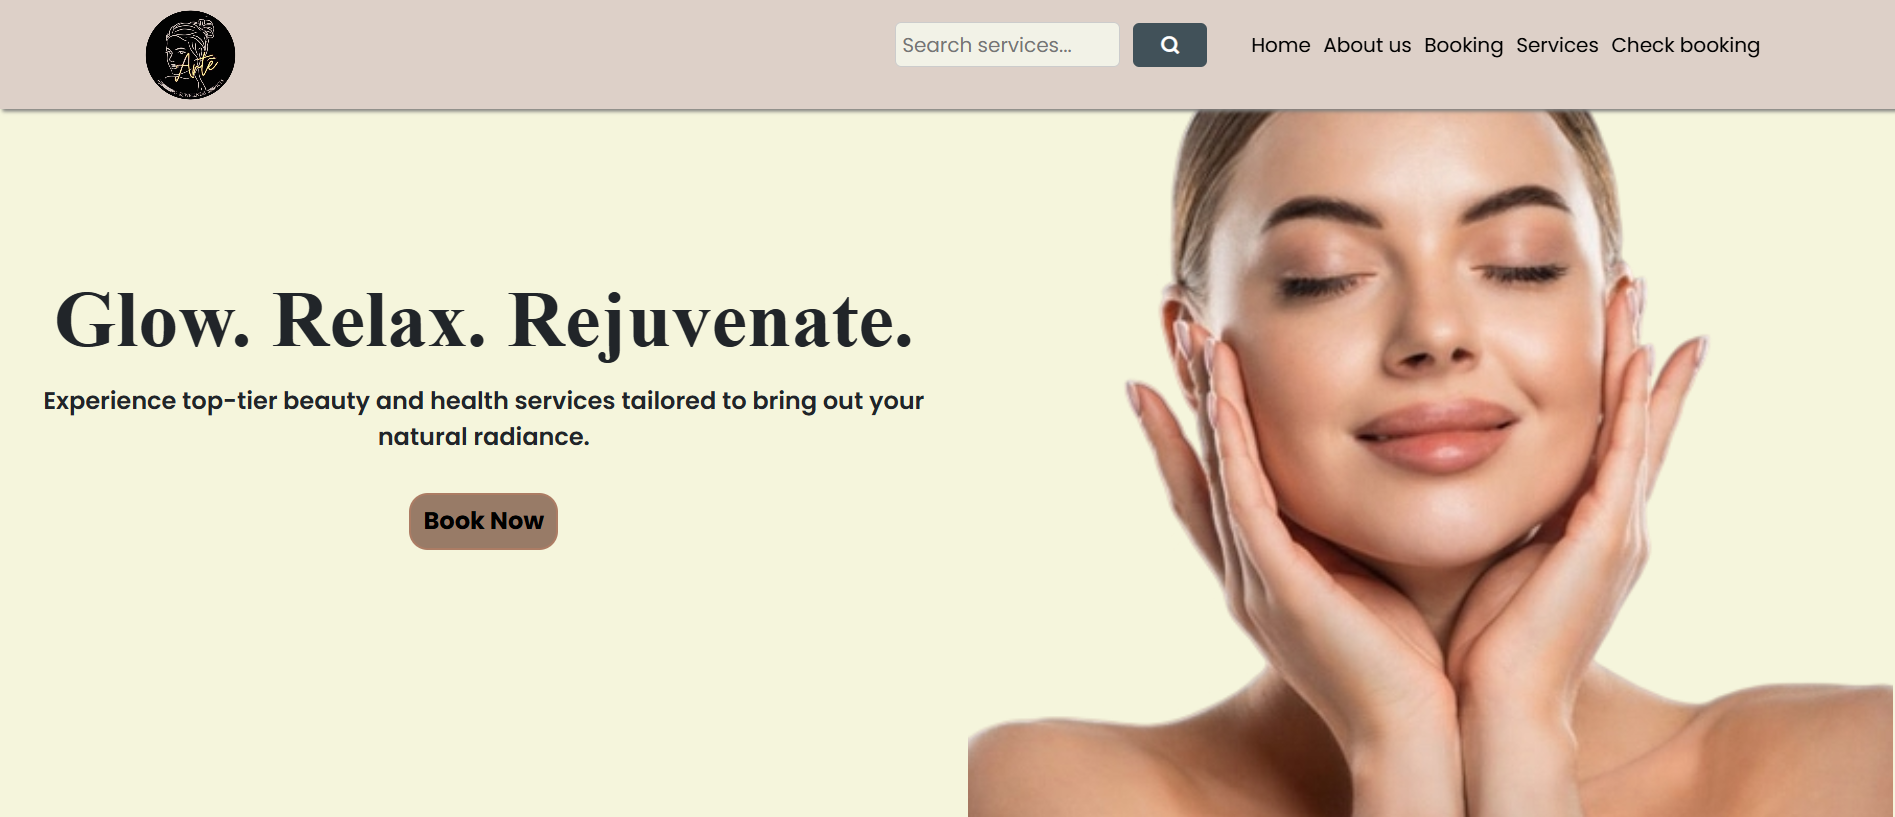 Arte
Search services...
Home About us Booking Services Check booking
Glow. Relax. Rejuvenate.
Experience top-tier beauty and health services tailored to bring out your
natural radiance.
Book Now